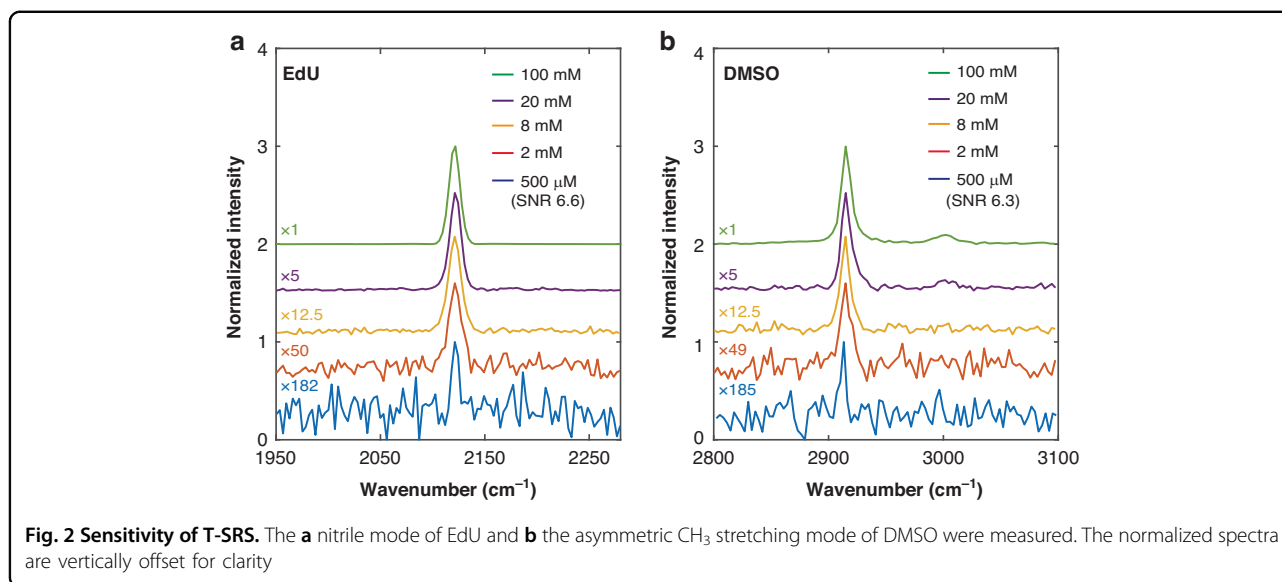 a
b
EdU
100 mM
20 mM
8 mM
2 mM
500 μM
(SNR 6.6)
×1
×5
×12.5
×50
×182
4
3
2
1
0
Normalized intensity
1950
2050
2150
2250
Wavenumber (cm⁻¹)
DMSO
100 mM
20 mM
8 mM
2 mM
500 μM
(SNR 6.3)
×1
×5
×12.5
×49
×185
4
3
2
1
0
Normalized intensity
2800
2900
3000
3100
Wavenumber (cm⁻¹)
Fig. 2 Sensitivity of T-SRS. The a nitrile mode of EdU and b the asymmetric CH₃ stretching mode of DMSO were measured. The normalized spectra
are vertically offset for clarity